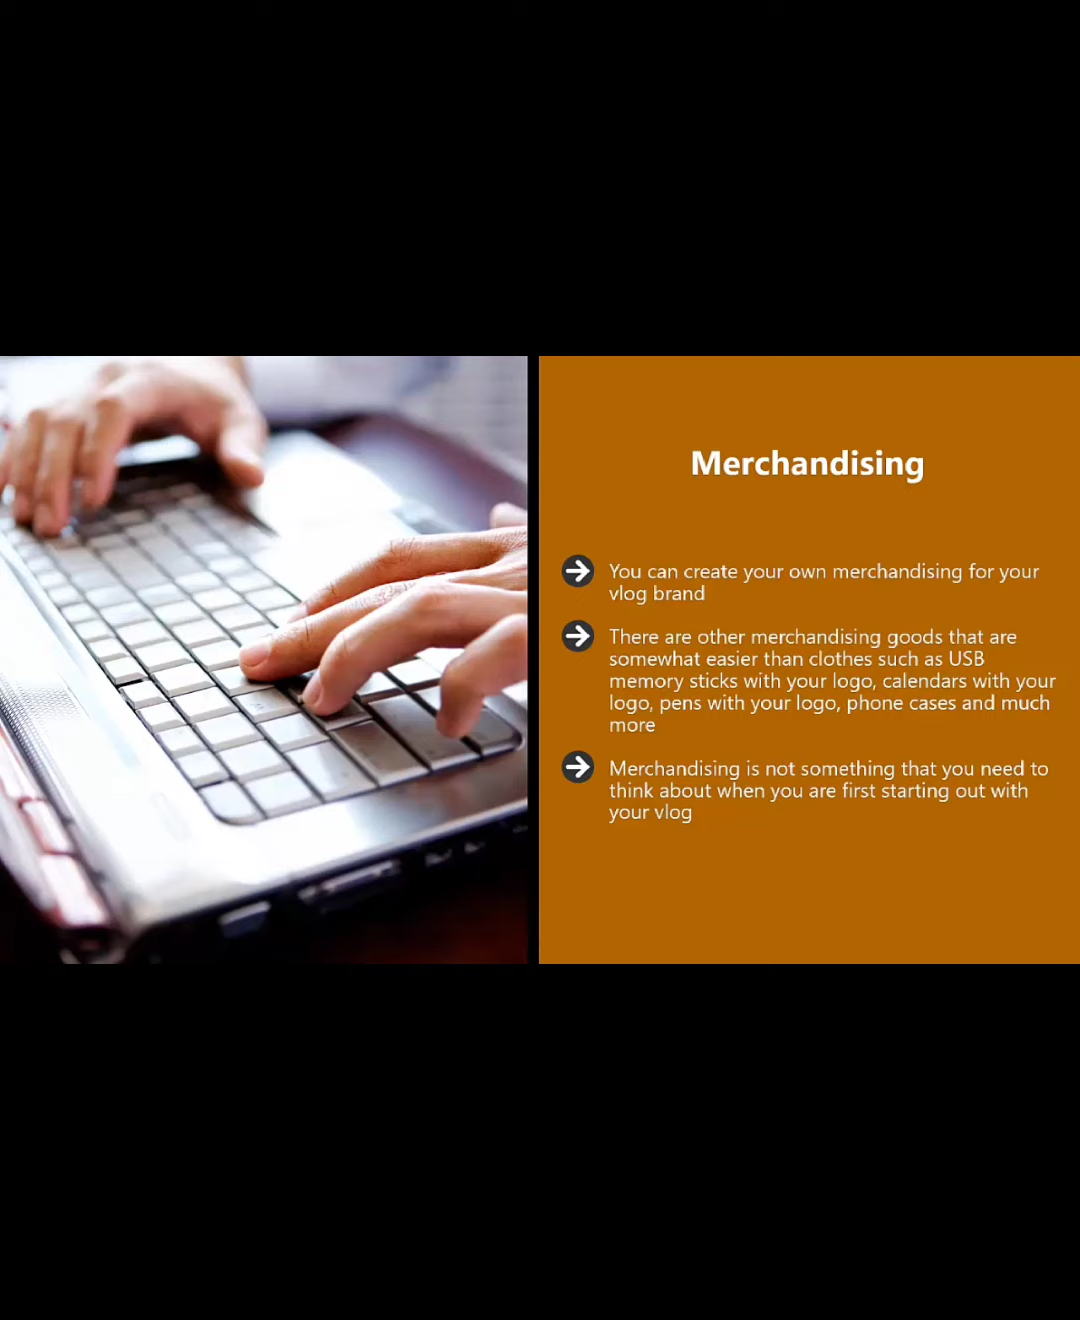 Merchandising
You can create your own merchandising for your
vlog brand
There are other merchandising goods that are
somewhat easier than clothes such as USB
memory sticks with your logo, calendars with your
logo, pens with your logo, phone cases and much
more
Merchandising is not something that you need to
think about when you are first starting out with
your vlog